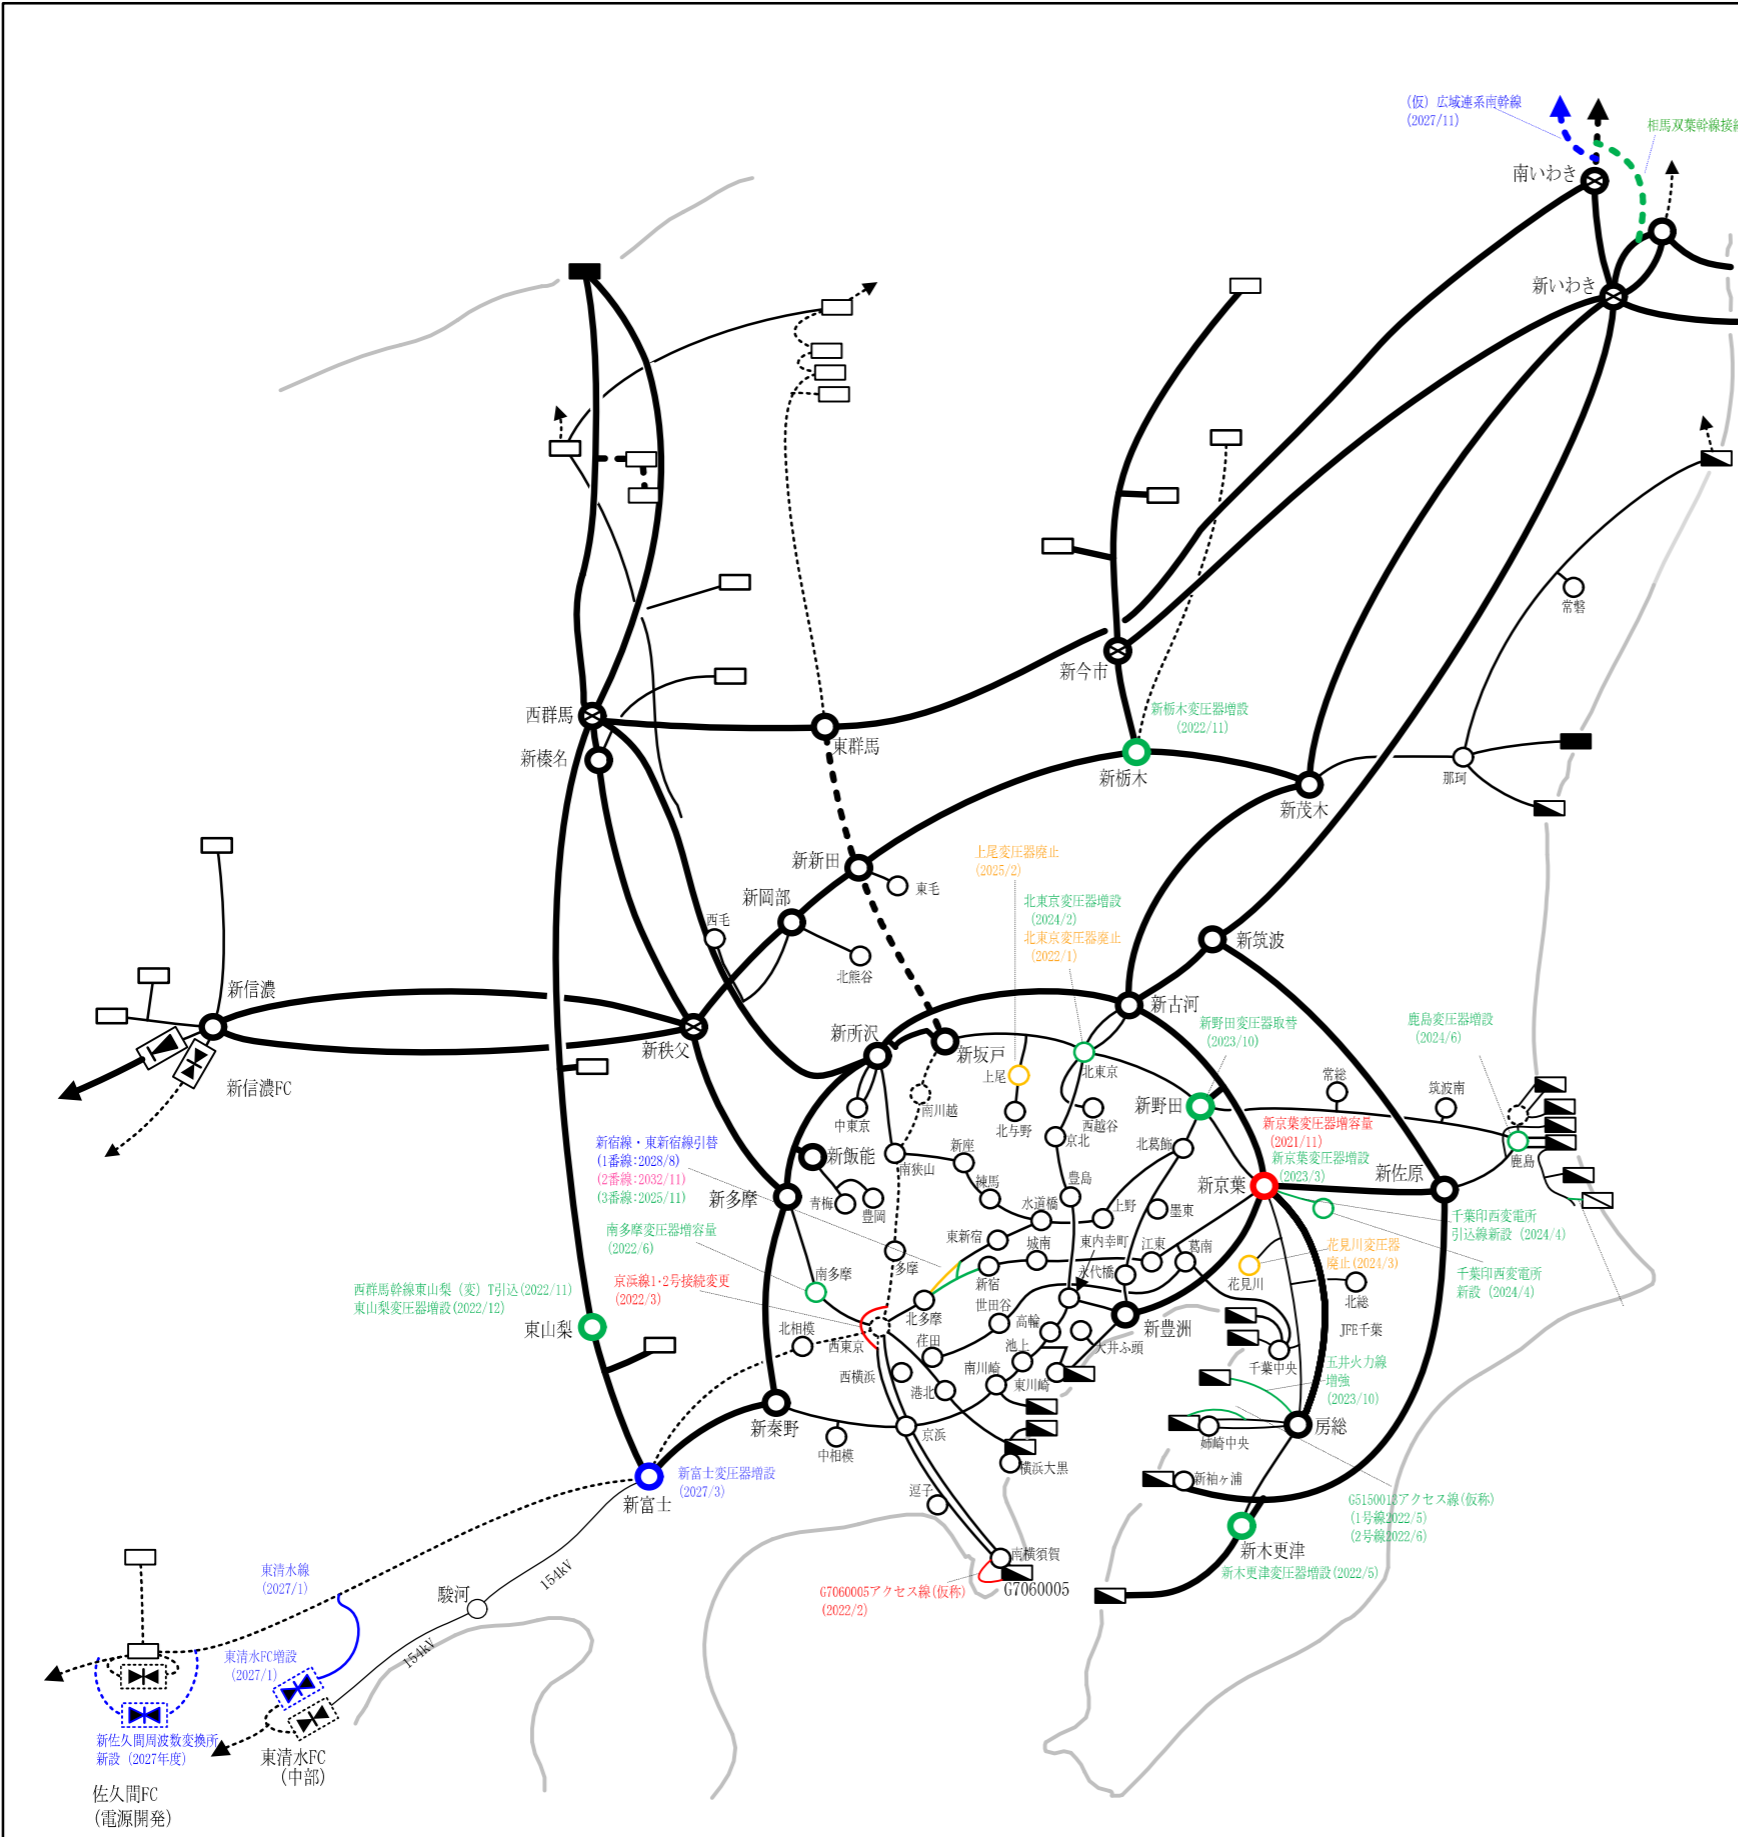 (仮) 広域連系南幹線
(2027/11)
相馬双葉幹線接続
南いわき
新いわき
常磐
新今市
西群馬
新榛名
東群馬
新栃木変圧器増設
(2022/11)
新栃木
新茂木
那珂
新新田
東毛
新岡部
西毛
北熊谷
上尾変圧器廃止
(2025/2)
北東京変圧器増設
(2024/2)
北東京変圧器廃止
(2022/1)
新筑波
新信濃
新信濃FC
新秩父
新所沢
新坂戸
新古河
新野田変圧器取替
(2023/10)
鹿島変圧器増設
(2024/6)
上尾
北東京
常総
筑波南
南川越
中東京
北与野
西越谷
新野田
京北
北葛飾
新京葉変圧器増容量
(2021/11)
新京葉変圧器増設
(2023/3)
鹿島
新宿線・東新宿線引替
(1番線:2028/8)
(2番線:2032/11)
(3番線:2025/11)
新飯能
南狭山
新座
練馬
豊島
新京葉
新佐原
新多摩
青梅
豊岡
水道橋
上野
墨東
千葉印西変電所
引込線新設 (2024/4)
南多摩変圧器増容量
(2022/6)
東新宿
城南
東内幸町
江東
葛南
花見川変圧器
廃止(2024/3)
多摩
南多摩
新宿
永代橋
花見川
千葉印西変電所
新設 (2024/4)
西群馬幹線東山梨 (変) T引込(2022/11)
東山梨変圧器増設(2022/12)
京浜線1・2号接続変更
(2022/3)
北多摩
世田谷
高輪
北総
東山梨
北相模
西東京
荏田
池上
大井ふ頭
新豊洲
JFE千葉
千葉中央
西横浜
港北
南川崎
東川崎
五井火力線
増強
(2023/10)
新秦野
中相模
京浜
姉崎中央
房総
横浜大黒
新袖ヶ浦
新富士変圧器増設
(2027/3)
新富士
逗子
G5150013アクセス線(仮称)
(1号線2022/5)
(2号線2022/6)
新木更津
新木更津変圧器増設(2022/5)
南横須賀
G7060005
G7060005アクセス線(仮称)
(2022/2)
東清水線
(2027/1)
駿河
154kV
154kV
東清水FC増設
(2027/1)
新佐久間周波数変換所
新設 (2027年度)
東清水FC
(中部)
佐久間FC
(電源開発)